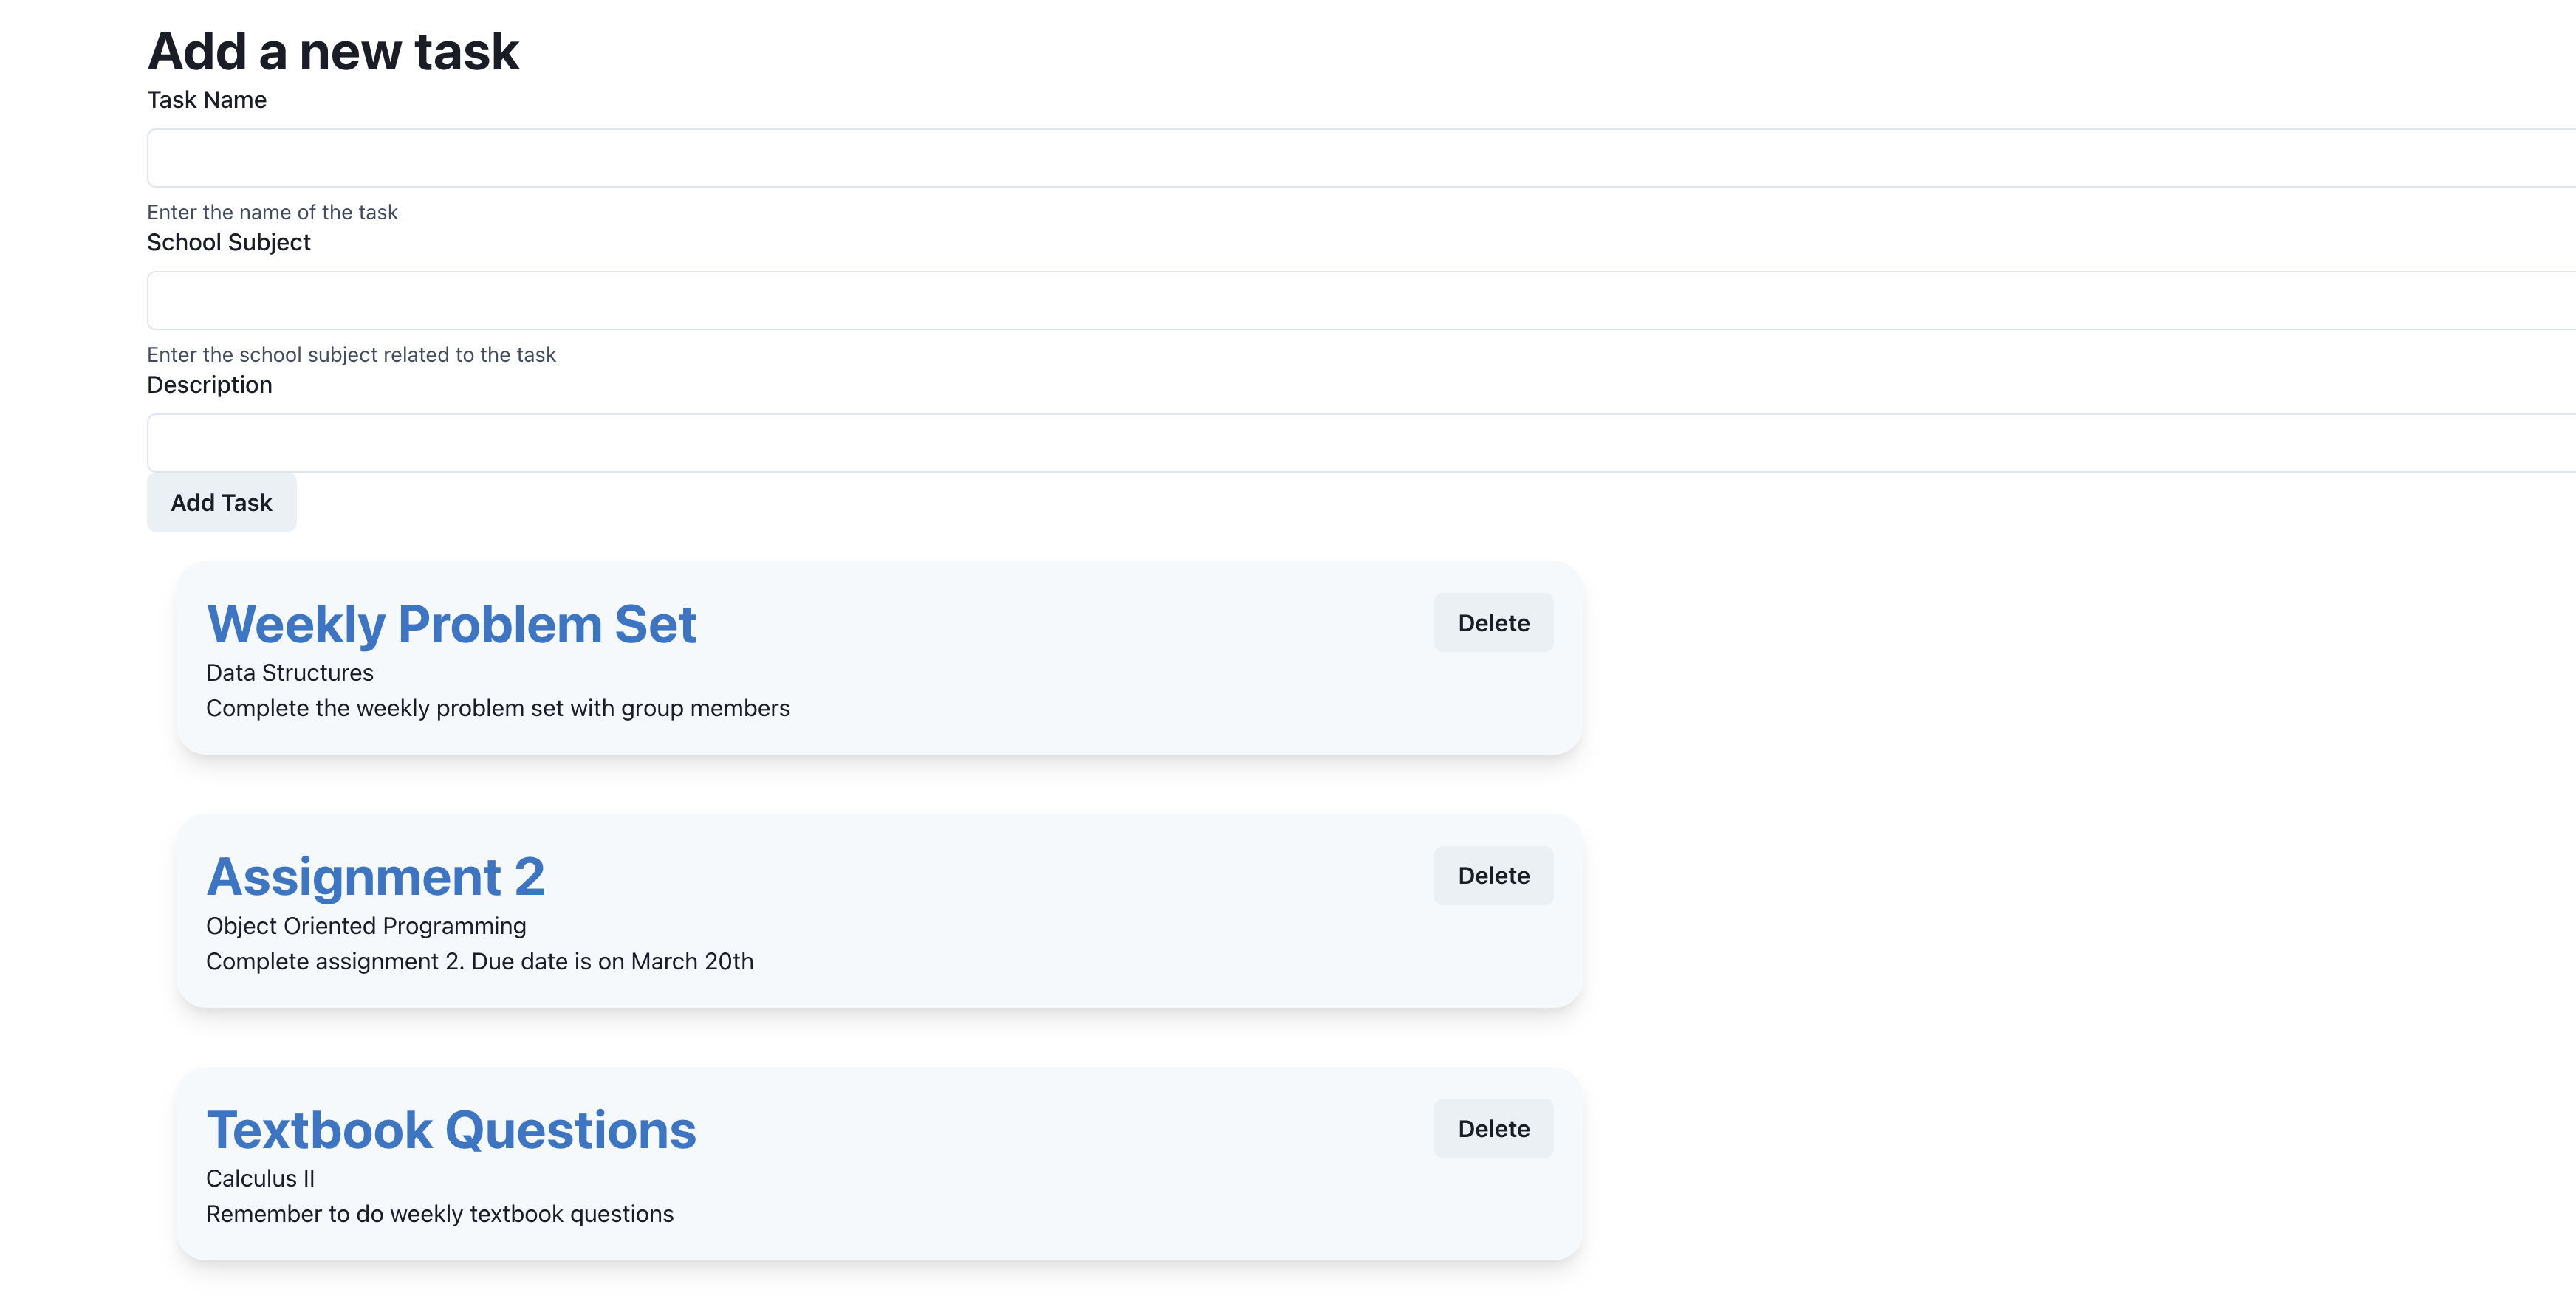 Add a new task
Task Name
Enter the name of the task
School Subject
Enter the school subject related to the task
Description
Add Task
Weekly Problem Set
Delete
Data Structures
Complete the weekly problem set with group members
Assignment 2
Delete
Object Oriented Programming
Complete assignment 2. Due date is on March 20th
Textbook Questions
Delete
Calculus II
Remember to do weekly textbook questions